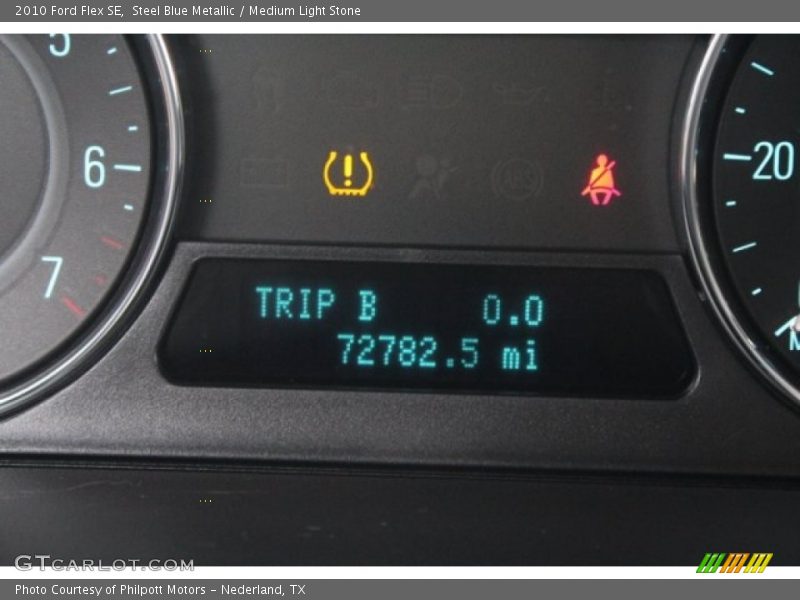 2010 Ford Flex SE, Steel Blue Metallic / Medium Light Stone
5
6
7
20
TRIP B 0.0
72782.5 mi
GTCARLOT.COM
Photo Courtesy of Philpott Motors - Nederland, TX